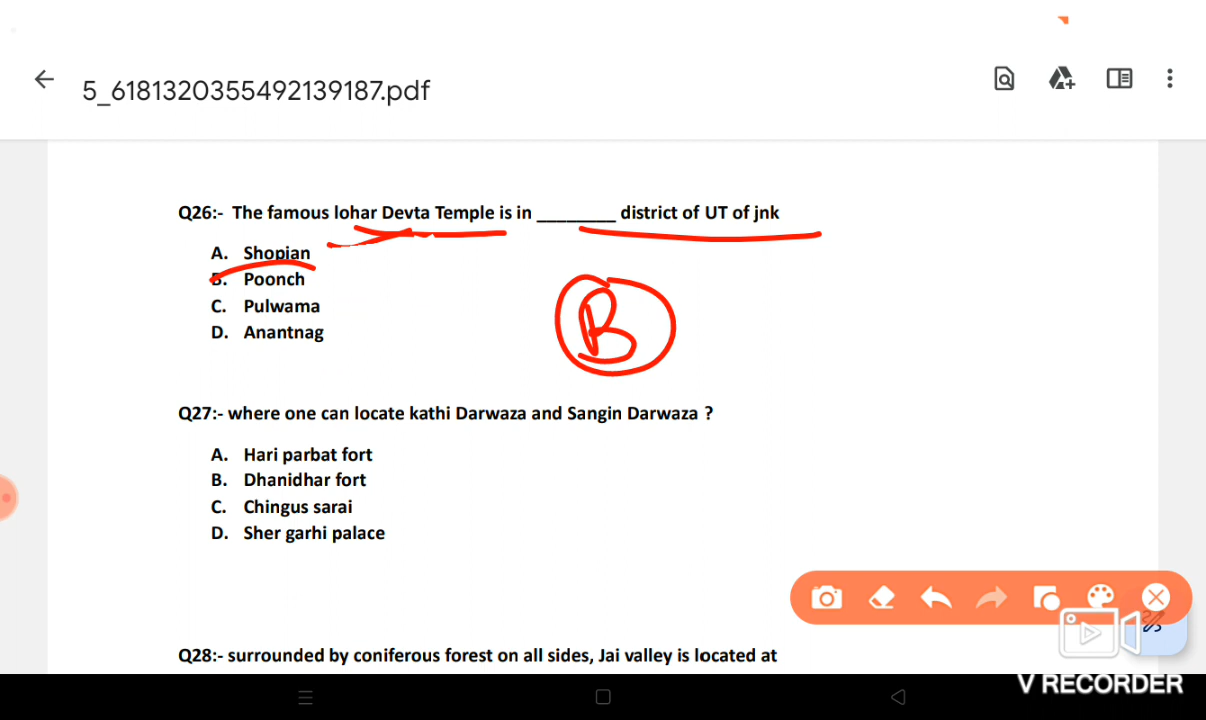 5_6181320355492139187.pdf
Q26:- The famous lohar Devta Temple is in ________ district of UT of jnk
A. Shopian
B. Poonch
B
C. Pulwama
D. Anantnag
Q27:- where one can locate kathi Darwaza and Sangin Darwaza ?
A. Hari parbat fort
B. Dhanidhar fort
C. Chingus sarai
D. Sher garhi palace
Q28:- surrounded by coniferous forest on all sides, Jai valley is located at
V RECORDER